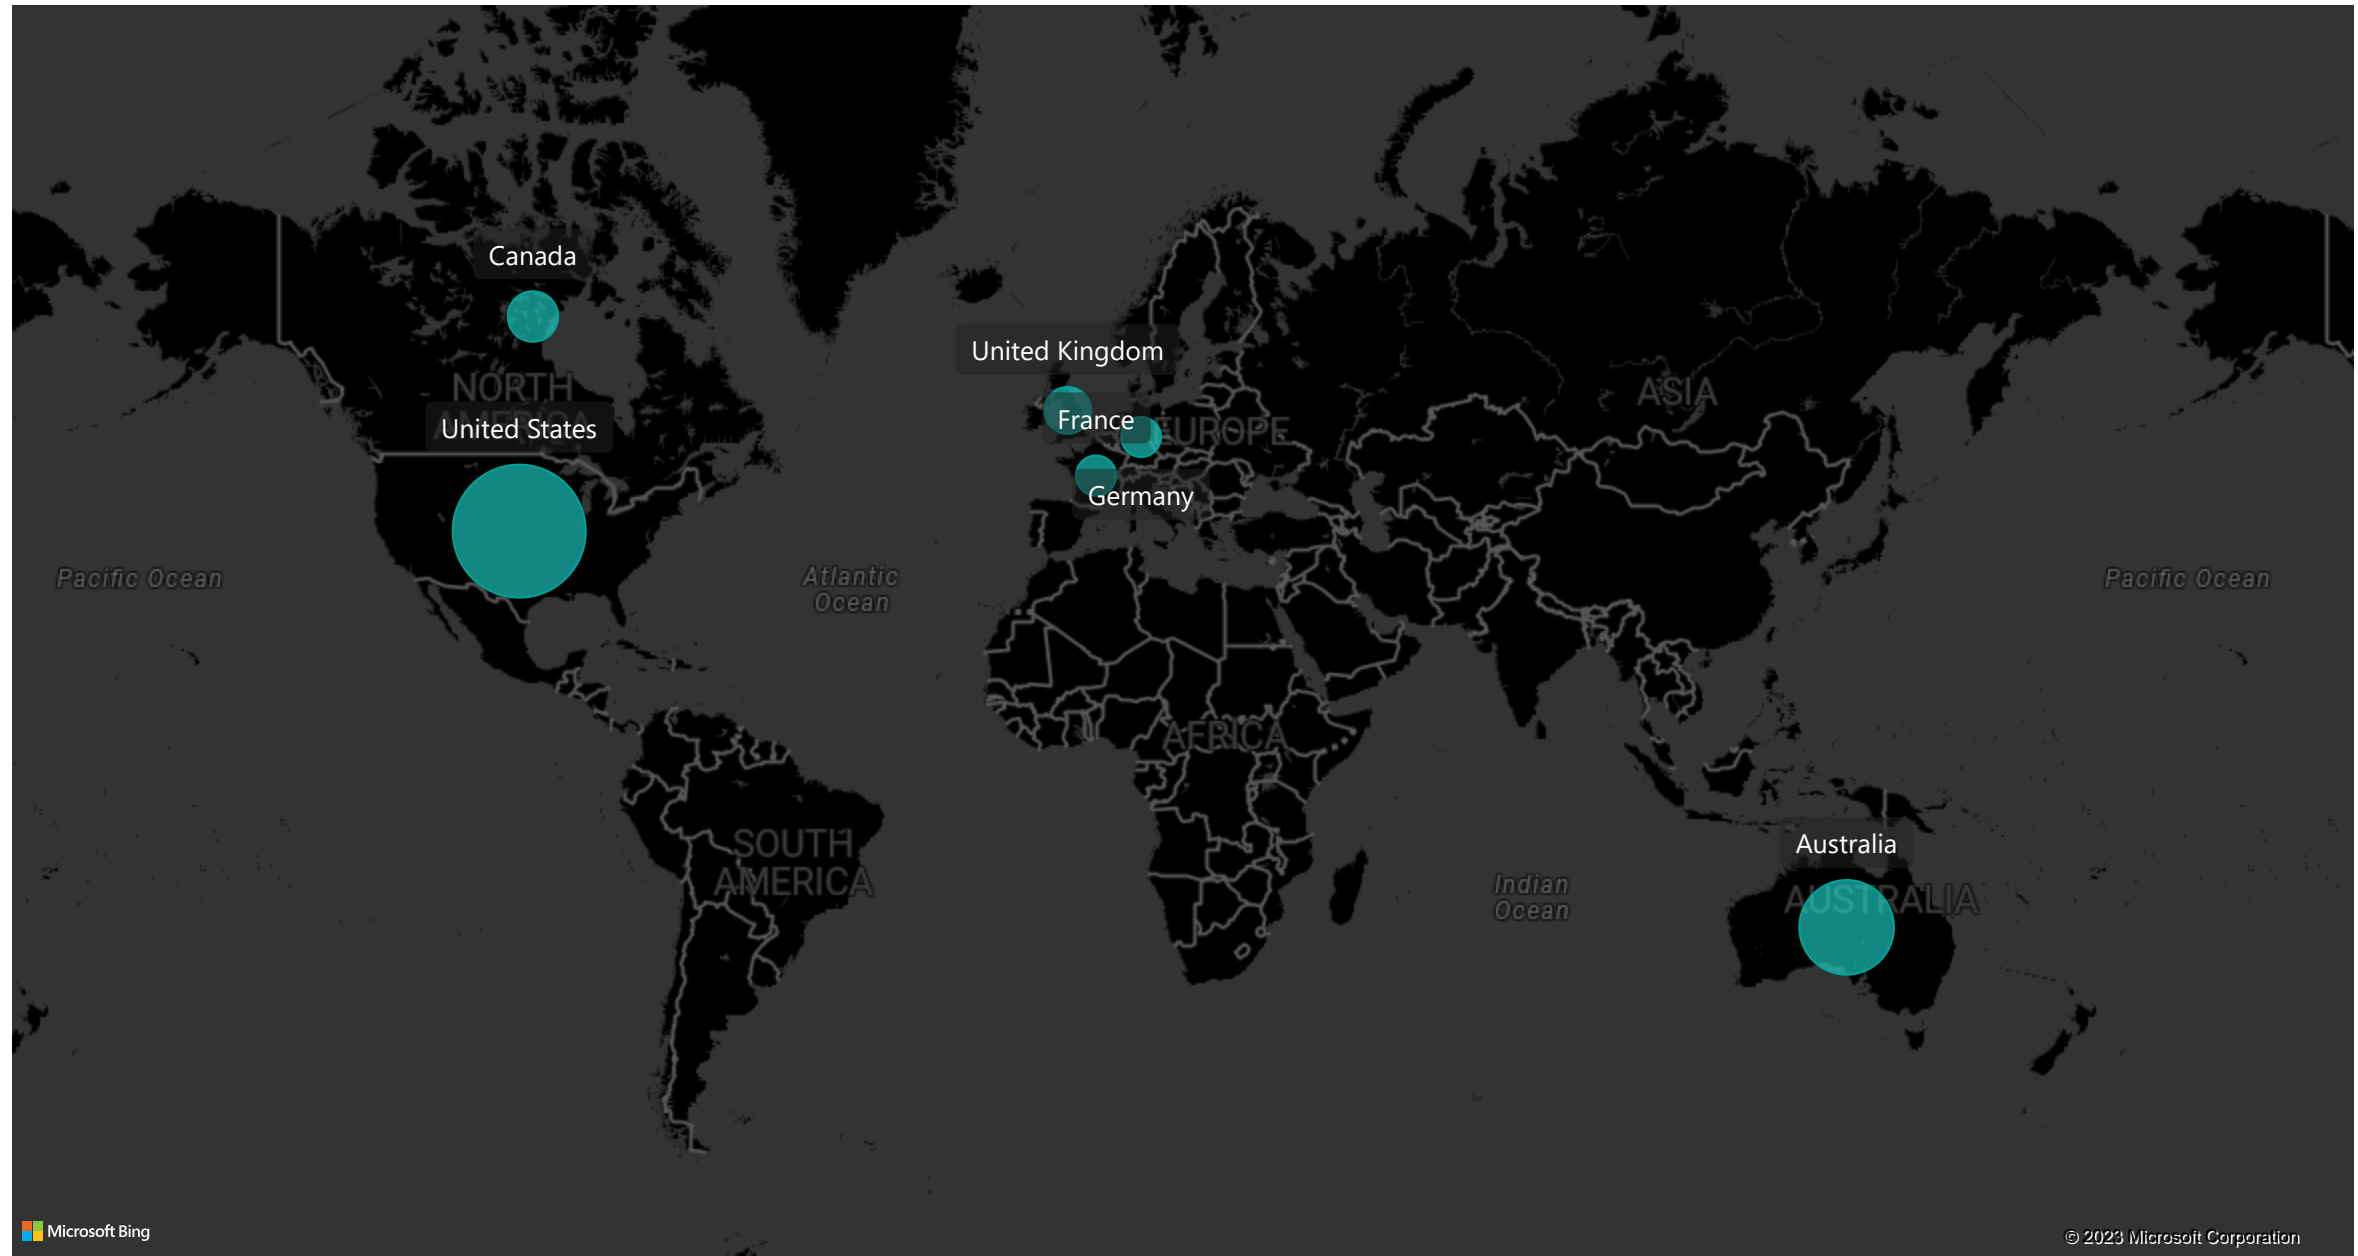 Canada
United Kingdom
NORTH
AMERICA
ASIA
France
EUROPE
United States
Germany
Pacific Ocean
Atlantic
Ocean
Pacific Ocean
AFRICA
SOUTH
AMERICA
Australia
Indian
Ocean
AUSTRALIA
Microsoft Bing
© 2023 Microsoft Corporation